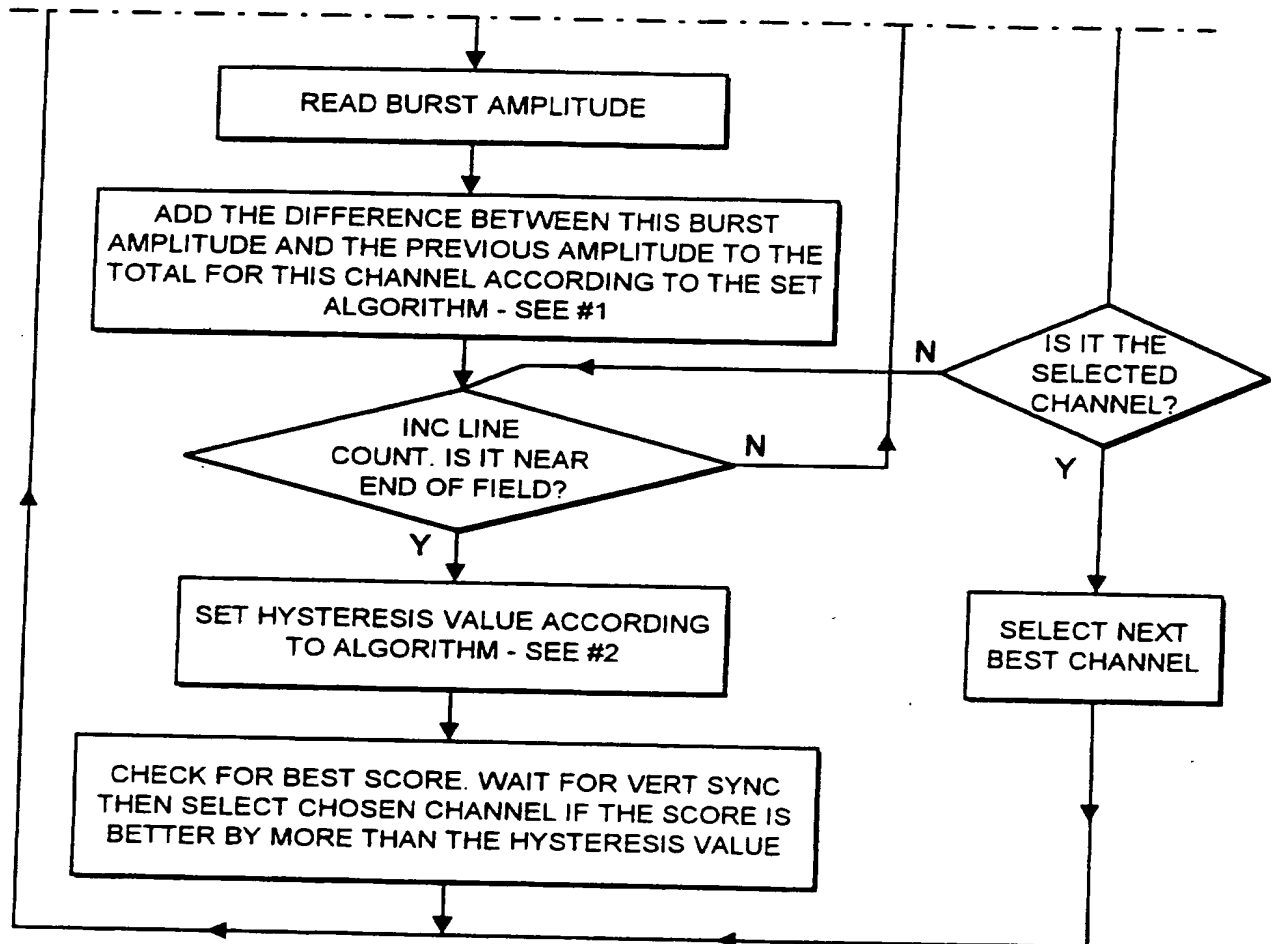 READ BURST AMPLITUDE
ADD THE DIFFERENCE BETWEEN THIS BURST
AMPLITUDE AND THE PREVIOUS AMPLITUDE TO THE
TOTAL FOR THIS CHANNEL ACCORDING TO THE SET
ALGORITHM - SEE #1
N
IS IT THE
SELECTED
CHANNEL?
INC LINE
COUNT. IS IT NEAR
END OF FIELD?
N
Y
Y
SET HYSTERESIS VALUE ACCORDING
TO ALGORITHM - SEE #2
SELECT NEXT
BEST CHANNEL
CHECK FOR BEST SCORE. WAIT FOR VERT SYNC
THEN SELECT CHOSEN CHANNEL IF THE SCORE IS
BETTER BY MORE THAN THE HYSTERESIS VALUE